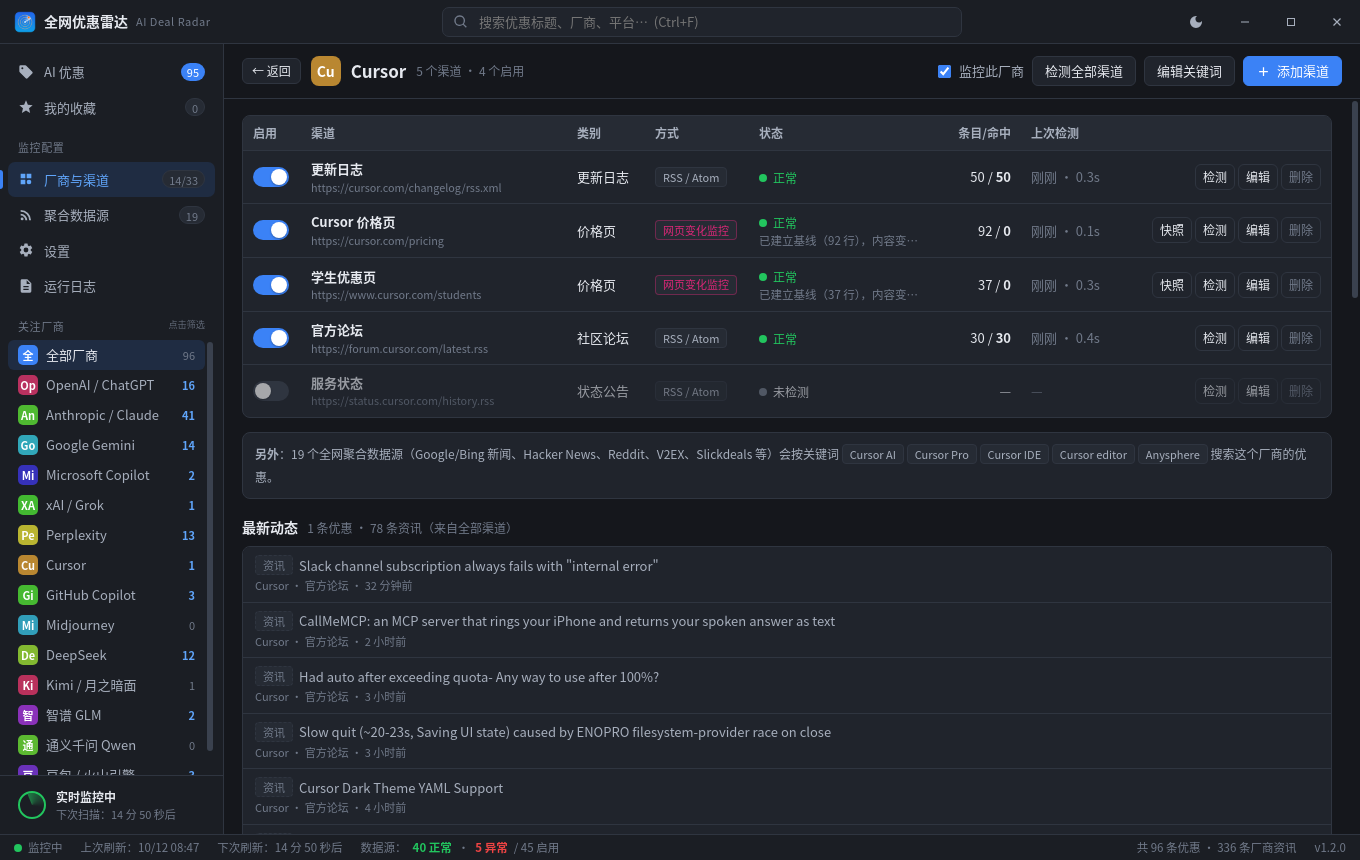 全网优惠雷达 AI Deal Radar
搜索优惠标题、厂商、平台… (Ctrl+F)
AI 优惠 95
我的收藏 0
监控配置
厂商与渠道 14/33
聚合数据源 19
设置
运行日志
关注厂商 点击筛选
全 全部厂商 96
Op OpenAI / ChatGPT 16
An Anthropic / Claude 41
Go Google Gemini 14
Mi Microsoft Copilot 2
XA xAI / Grok 1
Pe Perplexity 13
Cu Cursor 1
Gi GitHub Copilot 3
Mi Midjourney 0
De DeepSeek 12
Ki Kimi / 月之暗面 1
智 智谱 GLM 2
通 通义千问 Qwen 0
豆 豆包 / 火山引擎
实时监控中
下次扫描：14 分 50 秒后
← 返回 Cu Cursor 5 个渠道 · 4 个启用 监控此厂商 检测全部渠道 编辑关键词 + 添加渠道
启用 渠道 类别 方式 状态 条目/命中 上次检测
更新日志
https://cursor.com/changelog/rss.xml
更新日志 RSS / Atom 正常 50 / 50 刚刚 · 0.3s 检测 编辑 删除
Cursor 价格页
https://cursor.com/pricing
价格页 网页变化监控 正常
已建立基线（92 行），内容变…
92 / 0 刚刚 · 0.1s 快照 检测 编辑 删除
学生优惠页
https://www.cursor.com/students
价格页 网页变化监控 正常
已建立基线（37 行），内容变…
37 / 0 刚刚 · 0.3s 快照 检测 编辑 删除
官方论坛
https://forum.cursor.com/latest.rss
社区论坛 RSS / Atom 正常 30 / 30 刚刚 · 0.4s 检测 编辑 删除
服务状态
https://status.cursor.com/history.rss
状态公告 RSS / Atom 未检测 — — 检测 编辑 删除
另外：19 个全网聚合数据源（Google/Bing 新闻、Hacker News、Reddit、V2EX、Slickdeals 等）会按关键词 Cursor AI Cursor Pro Cursor IDE Cursor editor Anysphere 搜索这个厂商的优
惠。
最新动态 1 条优惠 · 78 条资讯（来自全部渠道）
资讯 Slack channel subscription always fails with "internal error"
Cursor · 官方论坛 · 32 分钟前
资讯 CallMeMCP: an MCP server that rings your iPhone and returns your spoken answer as text
Cursor · 官方论坛 · 2 小时前
资讯 Had auto after exceeding quota- Any way to use after 100%?
Cursor · 官方论坛 · 3 小时前
资讯 Slow quit (~20-23s, Saving UI state) caused by ENOPRO filesystem-provider race on close
Cursor · 官方论坛 · 3 小时前
资讯 Cursor Dark Theme YAML Support
Cursor · 官方论坛 · 4 小时前
监控中 上次刷新：10/12 08:47 下次刷新：14 分 50 秒后 数据源： 40 正常 · 5 异常 / 45 启用 共 96 条优惠 · 336 条厂商资讯 v1.2.0